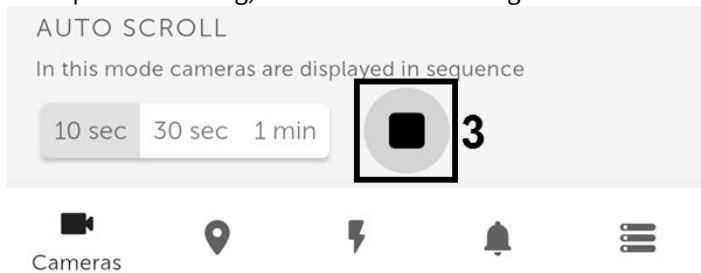 AUTO SCROLL
In this mode cameras are displayed in sequence
10 sec 30 sec 1 min 3
Cameras